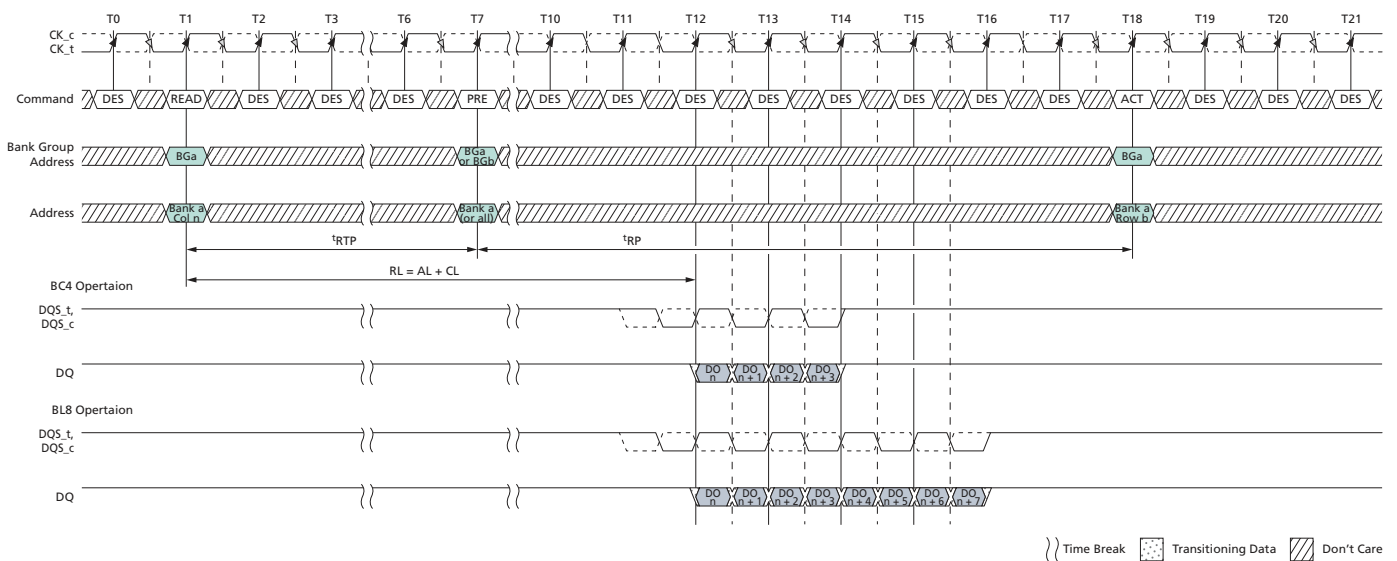 T0 T1 T2 T3 T6 T7 T10 T11 T12 T13 T14 T15 T16 T17 T18 T19 T20 T21
CK_c
CK_t
Command DES READ DES DES DES PRE DES DES DES DES DES DES DES DES ACT DES DES DES
Bank Group
Address
BGa
BGa
or BGb
BGa
Address
Bank a
Col n
Bank a
(or all)
Bank a
Row b
tRTP tRP
RL = AL + CL
BC4 Opertaion
DQS_t,
DQS_c
DQ
DO
n
DO
n + 1
DO
n + 2
DO
n + 3
BL8 Opertaion
DQS_t,
DQS_c
DQ
DO
n
DO
n + 1
DO
n + 2
DO
n + 3
DO
n + 4
DO
n + 5
DO
n + 6
DO
n + 7
Time Break Transitioning Data Don't Care